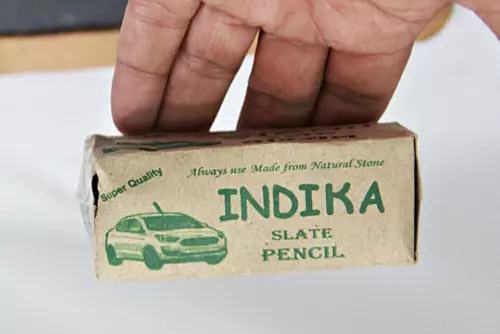 Super Quality
Always use Made from Natural Stone
INDIKA
SLATE
PENCIL